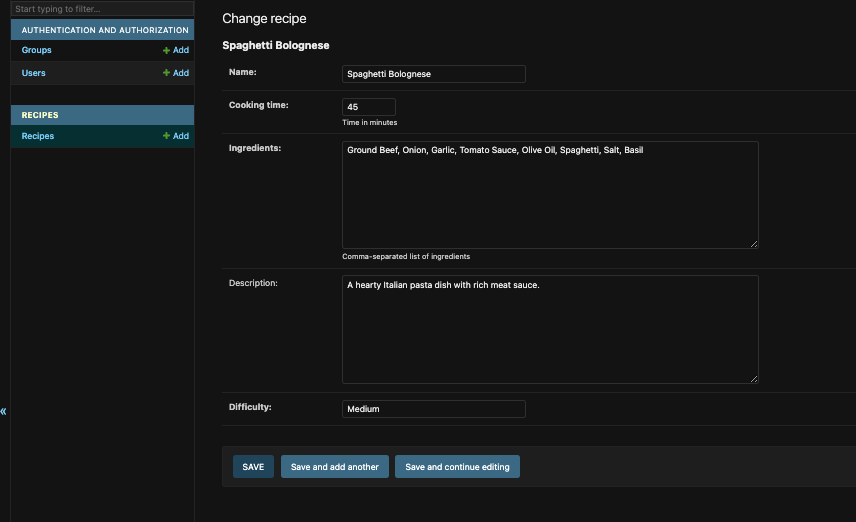 Start typing to filter...
AUTHENTICATION AND AUTHORIZATION
Groups + Add
Users + Add
RECIPES
Recipes + Add
«
Change recipe
Spaghetti Bolognese
Name: Spaghetti Bolognese
Cooking time: 45
Time in minutes
Ingredients: Ground Beef, Onion, Garlic, Tomato Sauce, Olive Oil, Spaghetti, Salt, Basil
Comma-separated list of ingredients
Description: A hearty Italian pasta dish with rich meat sauce.
Difficulty: Medium
SAVE Save and add another Save and continue editing